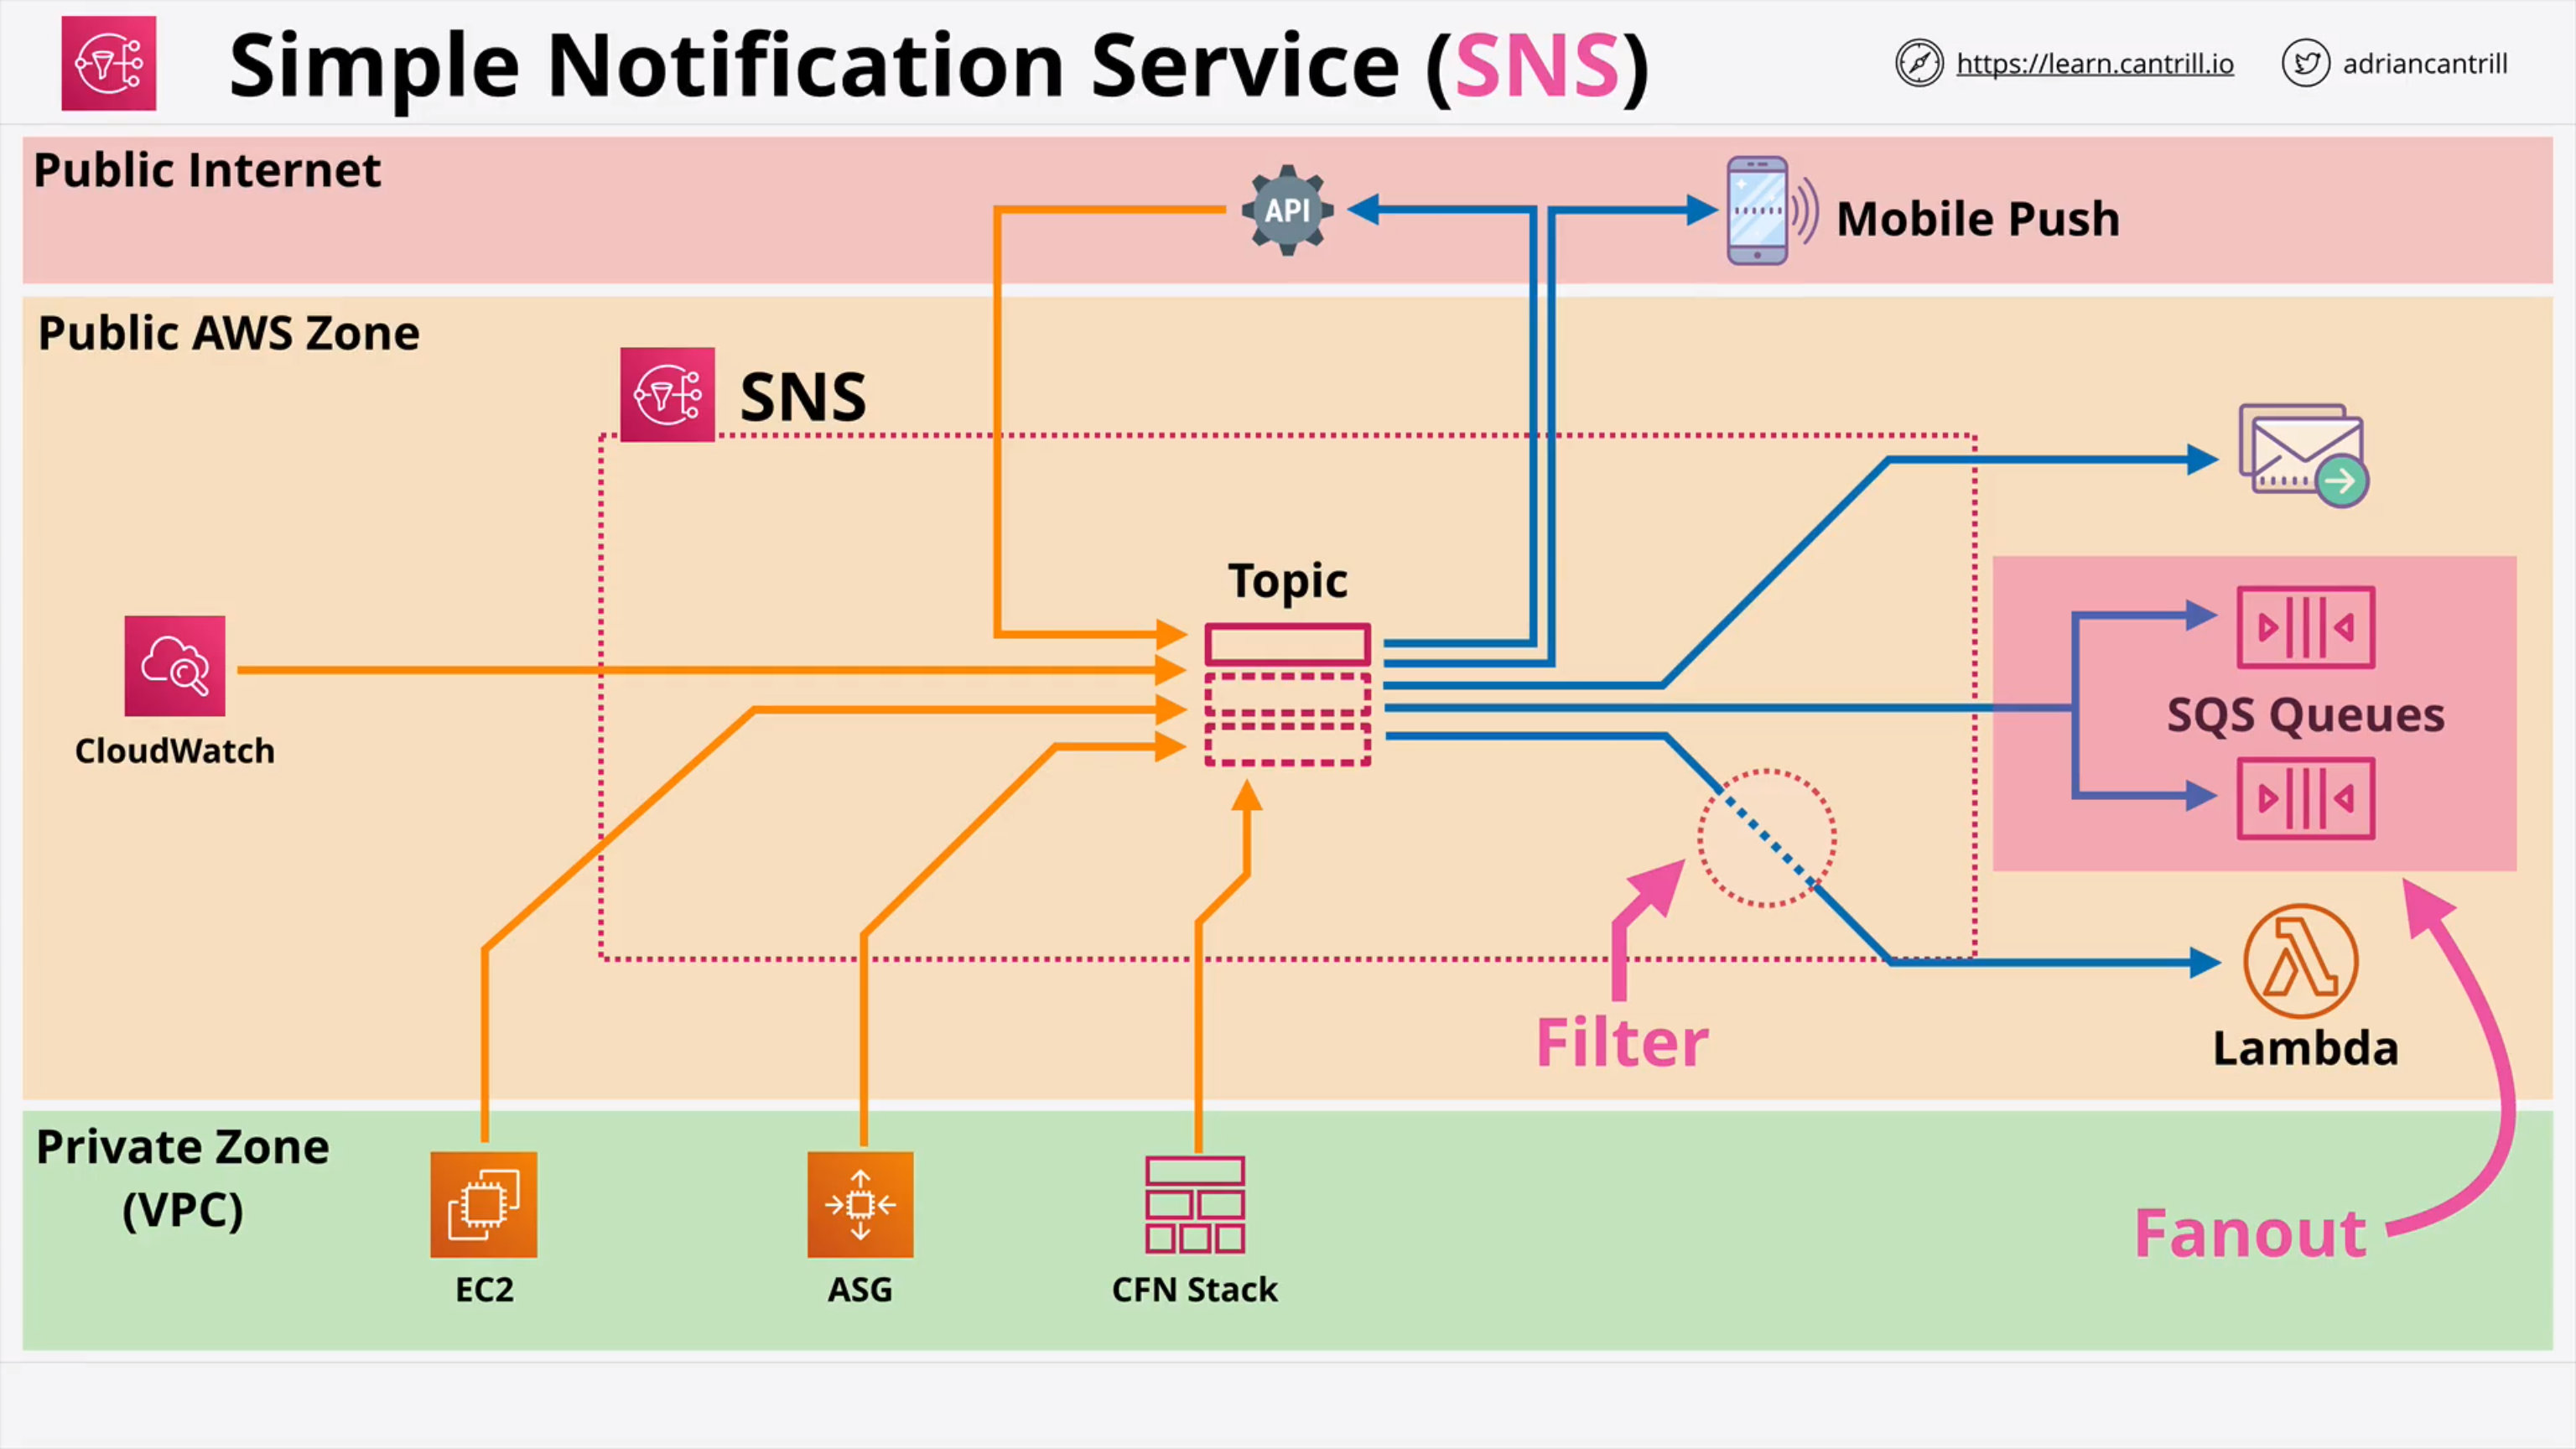 Simple Notification Service (SNS)
https://learn.cantrill.io
adriancantrill
Public Internet
API
Mobile Push
Public AWS Zone
SNS
Topic
CloudWatch
SQS Queues
Filter
Lambda
Private Zone
(VPC)
EC2
ASG
CFN Stack
Fanout